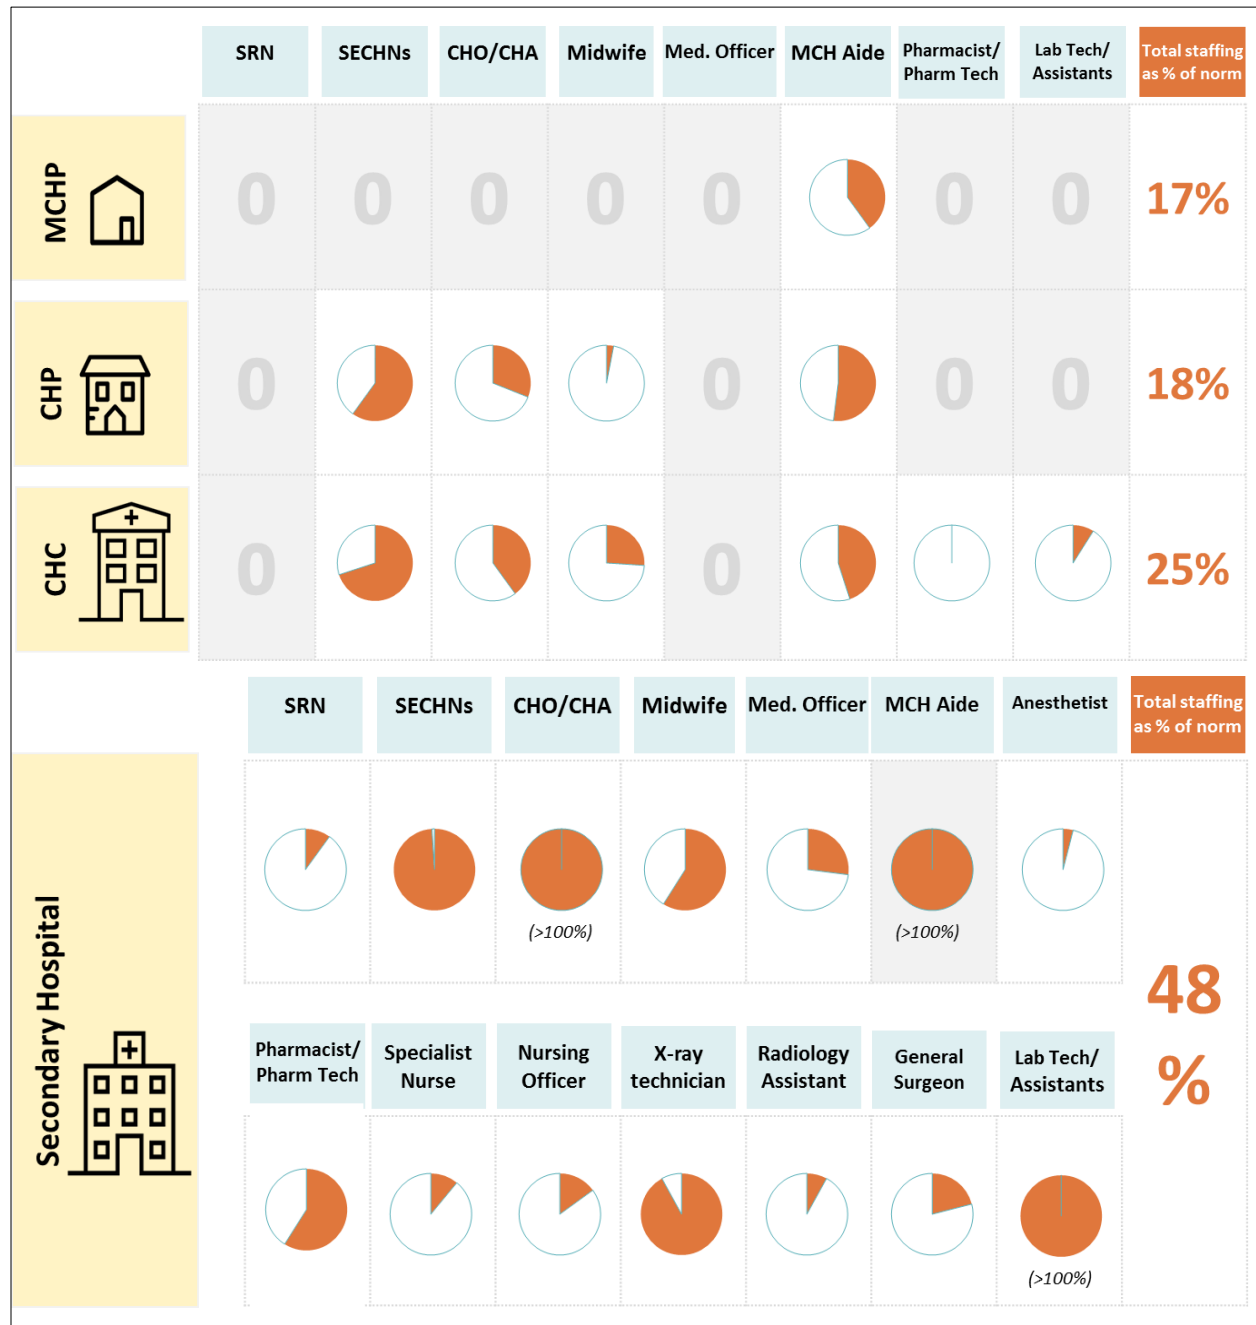 SRN
SECHNs
CHO/CHA
Midwife
Med. Officer
MCH Aide
Pharmacist/
Pharm Tech
Lab Tech/
Assistants
Total staffing
as % of norm
MCHP
0
0
0
0
0
0
0
17%
CHP
0
0
0
0
18%
CHC
0
0
25%
SRN
SECHNs
CHO/CHA
Midwife
Med. Officer
MCH Aide
Anesthetist
Total staffing
as % of norm
Secondary Hospital
(>100%)
(>100%)
48
%
Pharmacist/
Pharm Tech
Specialist
Nurse
Nursing
Officer
X-ray
technician
Radiology
Assistant
General
Surgeon
Lab Tech/
Assistants
(>100%)